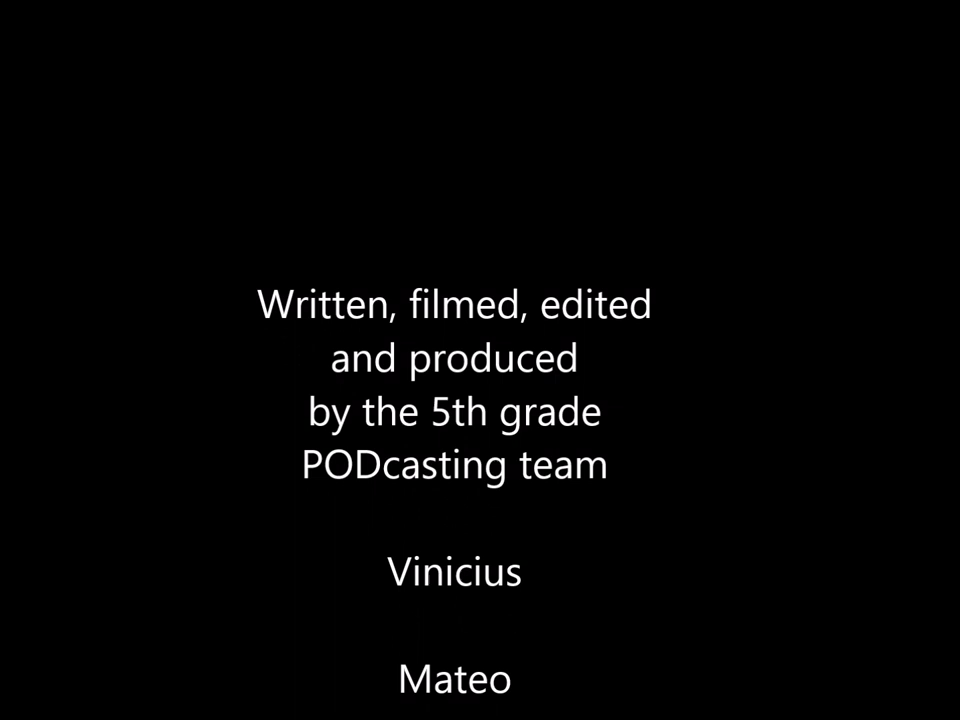 Written, filmed, edited
and produced
by the 5th grade
PODcasting team
Vinicius
Mateo